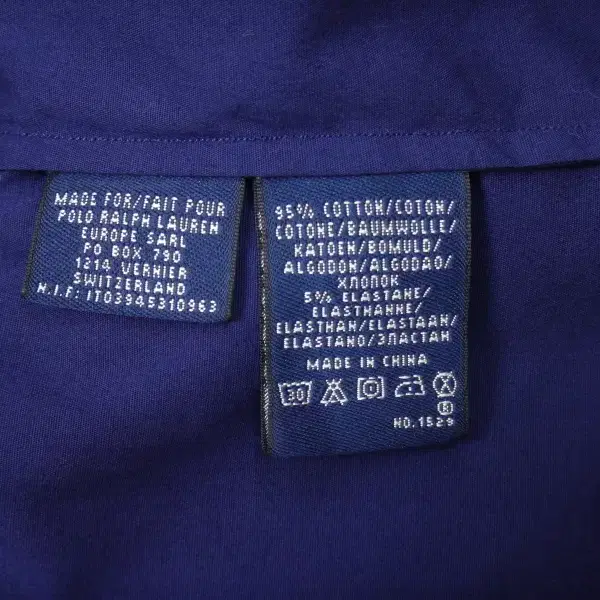 MADE FOR/FAIT POUR
POLO RALPH LAUREN
EUROPE SARL
PO BOX 790
1214 VERNIER
SWITZERLAND
N.I.F: IT03945310963
95% COTTON/COTON/
COTONE/BAUMWOLLE/
KATOEN/BOMULD/
ALGODON/ALGODAO/
ХЛОПОК
5% ELASTANE/
ELASTHANNE/
ELASTHAN/ELASTAAN/
ELASTANO/ЭЛАСТАН
MADE IN CHINA
30
®
NO.1529